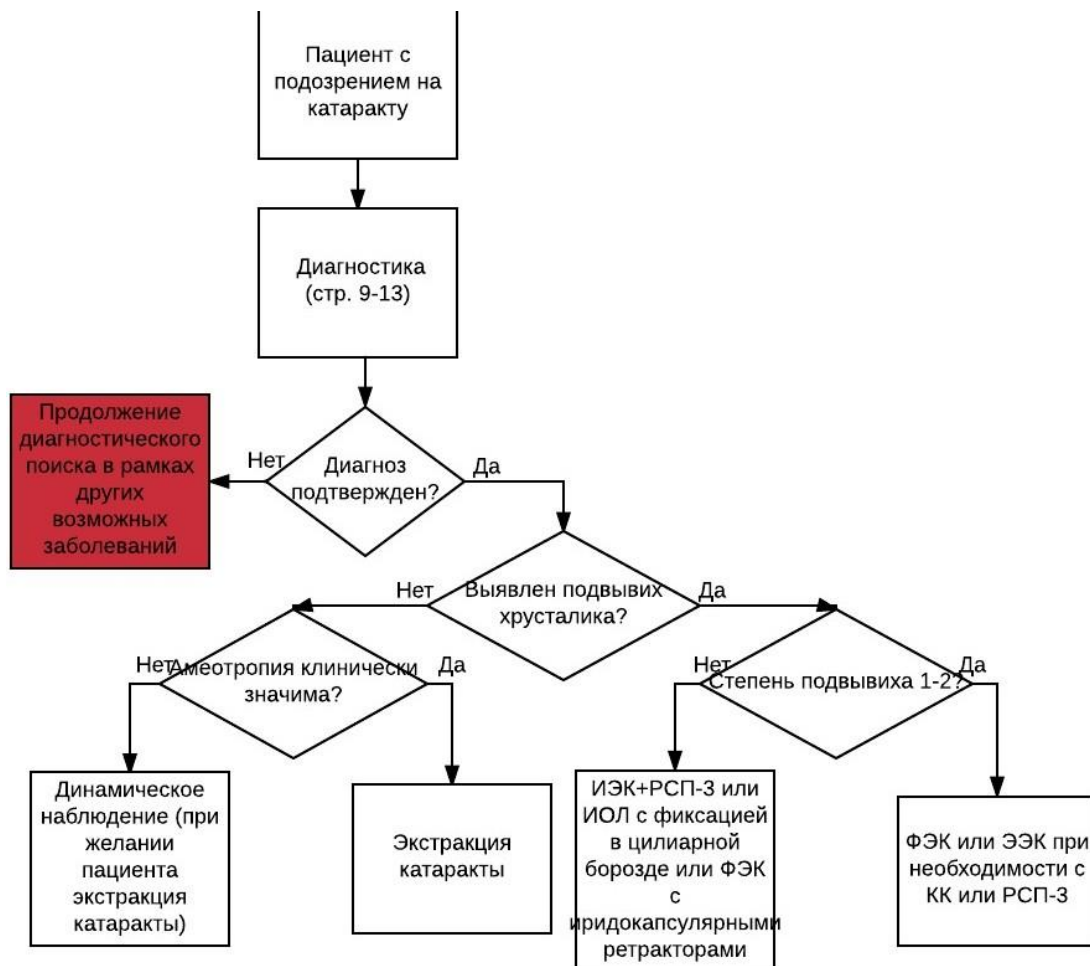 Пациент с
подозрением на
катаракту
Диагностика
(стр. 9-13)
Диагноз
подтвержден?
Нет
Да
Продолжение
диагностического
поиска в рамках
других
возможных
заболеваний
Выявлен подвывих
хрусталика?
Нет
Да
Амеотропия клинически
значима?
Нет
Да
Степень подвывиха 1-2?
Нет
Да
Динамическое
наблюдение (при
желании
пациента
экстракция
катаракты)
Экстракция
катаракты
ИЭК+РСП-3 или
ИОЛ с фиксацией
в цилиарной
борозде или ФЭК
с
иридокапсулярными
ретракторами
ФЭК или ЭЭК при
необходимости с
КК или РСП-3